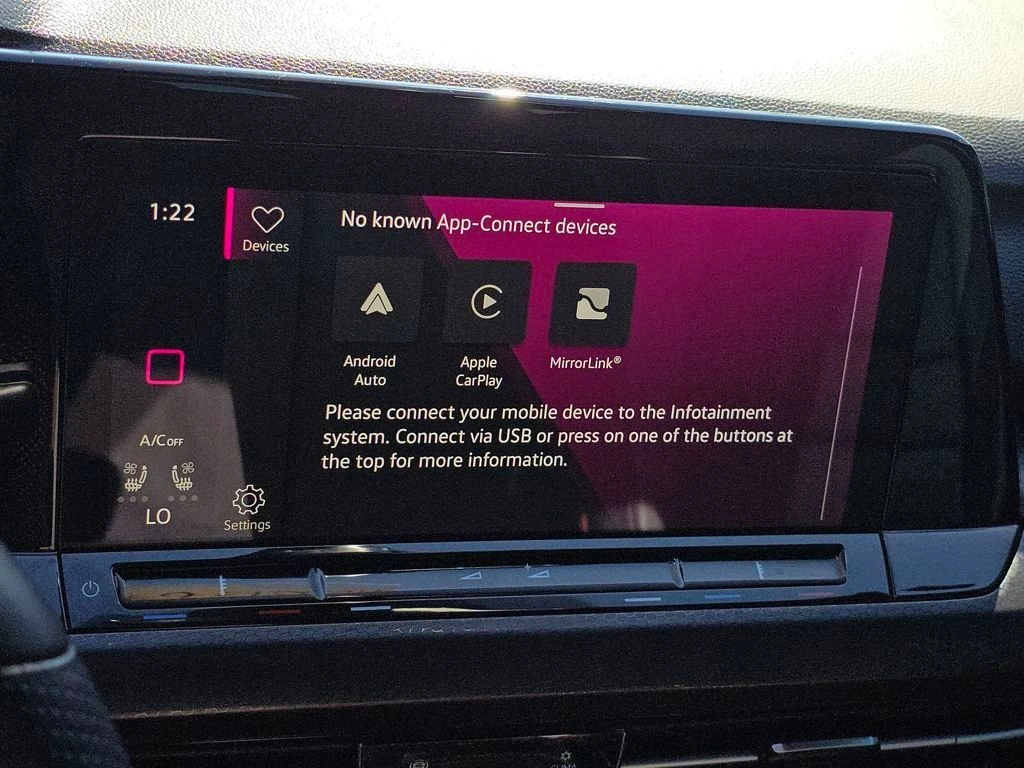 1:22
Devices
No known App-Connect devices
Android
Auto
Apple
CarPlay
MirrorLink®
Please connect your mobile device to the Infotainment
system. Connect via USB or press on one of the buttons at
the top for more information.
A/C OFF
LO
Settings